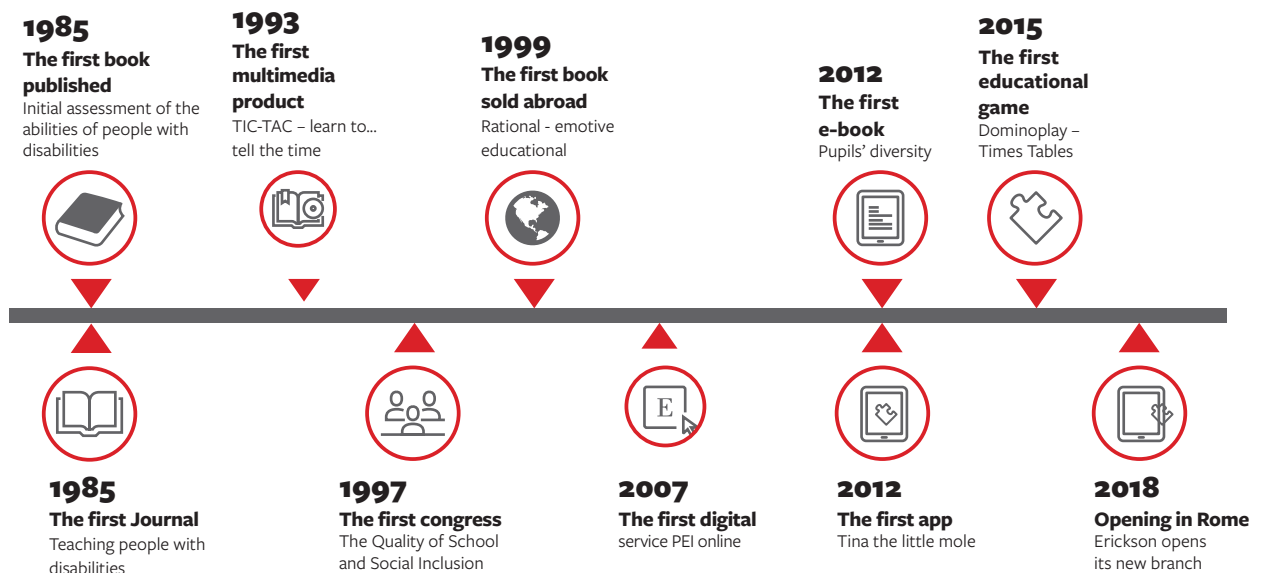 1985
The first book
published
Initial assessment of the
abilities of people with
disabilities
1993
The first
multimedia
product
TIC-TAC – learn to...
tell the time
1999
The first book
sold abroad
Rational - emotive
educational
2012
The first
e-book
Pupils' diversity
2015
The first
educational
game
Dominoplay –
Times Tables
E
1985
The first Journal
Teaching people with
disabilities
1997
The first congress
The Quality of School
and Social Inclusion
2007
The first digital
service PEI online
2012
The first app
Tina the little mole
2018
Opening in Rome
Erickson opens
its new branch